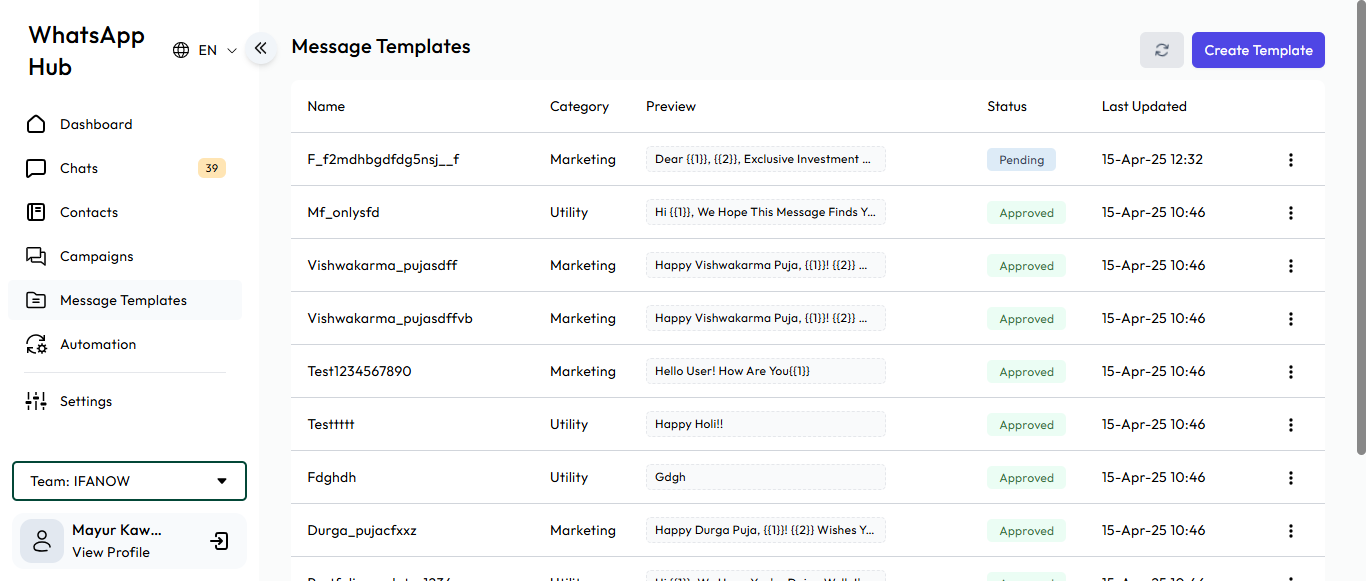 WhatsApp
Hub
EN
Message Templates
Create Template
Dashboard
Chats 39
Contacts
Campaigns
Message Templates
Automation
Settings
Team: IFANOW
Mayur Kaw...
View Profile
Name Category Preview Status Last Updated
F_f2mdhbgdfdg5nsj__f Marketing Dear {{1}}, {{2}}, Exclusive Investment ... Pending 15-Apr-25 12:32
Mf_onlysfd Utility Hi {{1}}, We Hope This Message Finds Y... Approved 15-Apr-25 10:46
Vishwakarma_pujasdff Marketing Happy Vishwakarma Puja, {{1}}! {{2}} ... Approved 15-Apr-25 10:46
Vishwakarma_pujasdffvb Marketing Happy Vishwakarma Puja, {{1}}! {{2}} ... Approved 15-Apr-25 10:46
Test1234567890 Marketing Hello User! How Are You{{1}} Approved 15-Apr-25 10:46
Testtttt Utility Happy Holi!! Approved 15-Apr-25 10:46
Fdghdh Utility Gdgh Approved 15-Apr-25 10:46
Durga_pujacfxxz Marketing Happy Durga Puja, {{1}}! {{2}} Wishes Y... Approved 15-Apr-25 10:46